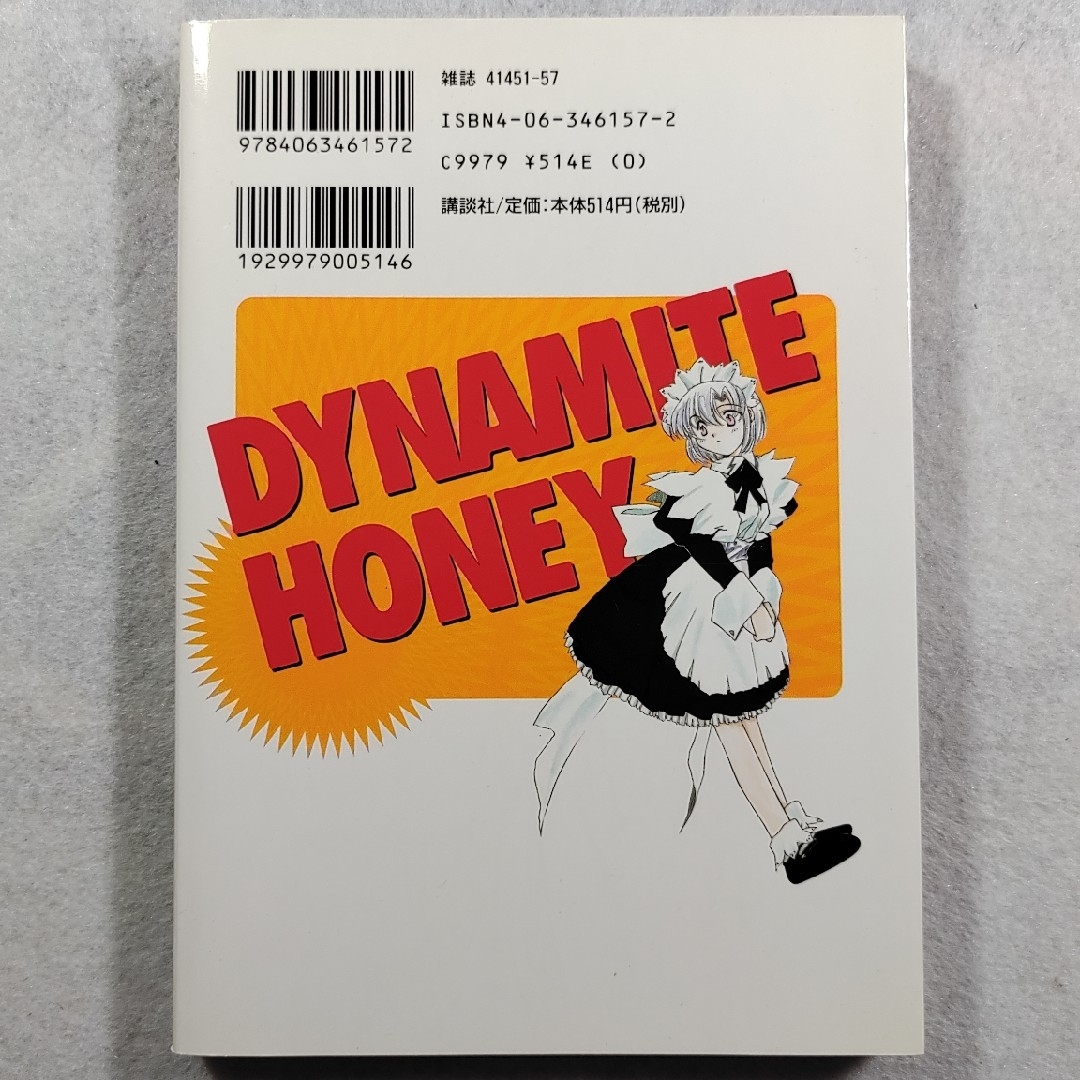 9784063461572
1929979005146
雑誌 41451-57
ISBN4-06-346157-2
C9979 ¥514E (0)
講談社/定価:本体514円(税別)
DYNAMITE
HONEY